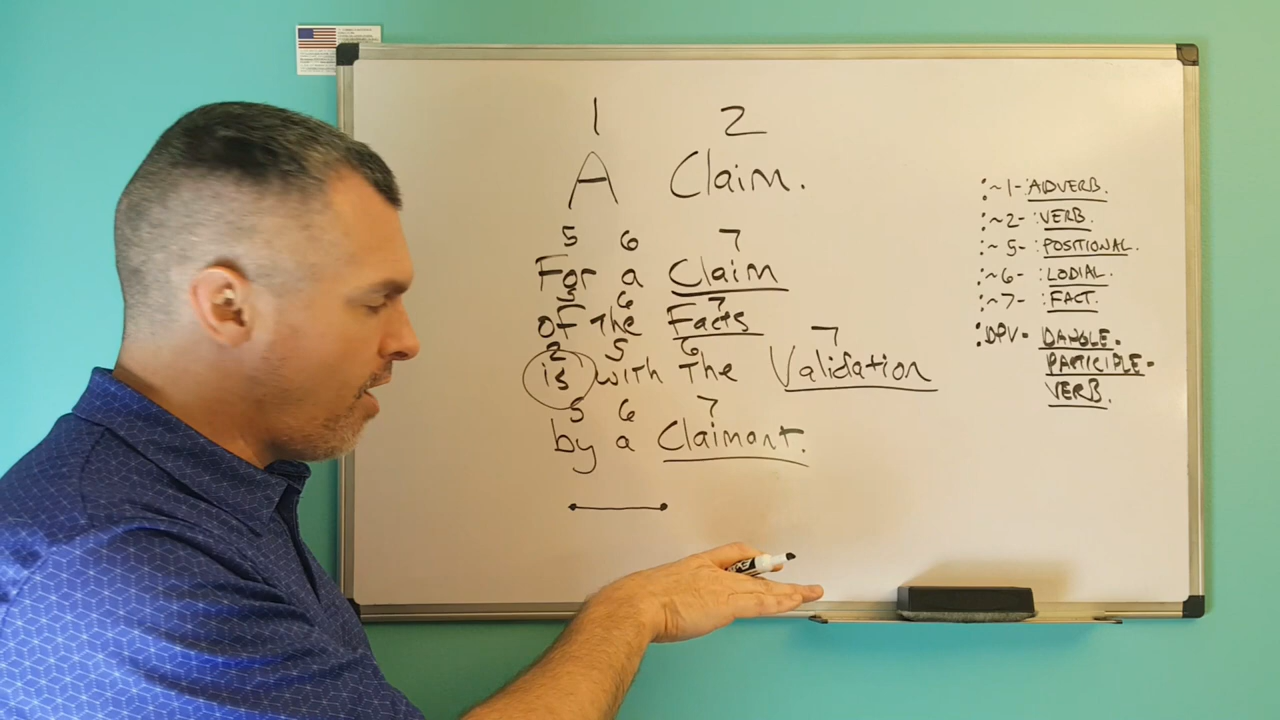 1 2
A Claim.
5 6 7
For a Claim
5 6 7
of the Facts
2 5 6 7
is with the Validation
5 6 7
by a Claimant.
:~1-:ADVERB.
:~2-:VERB.
:~5-:POSITIONAL.
:~6-:LODIAL.
:~7-:FACT.
:DPV-DANGLE-
PARTICIPLE-
VERB.